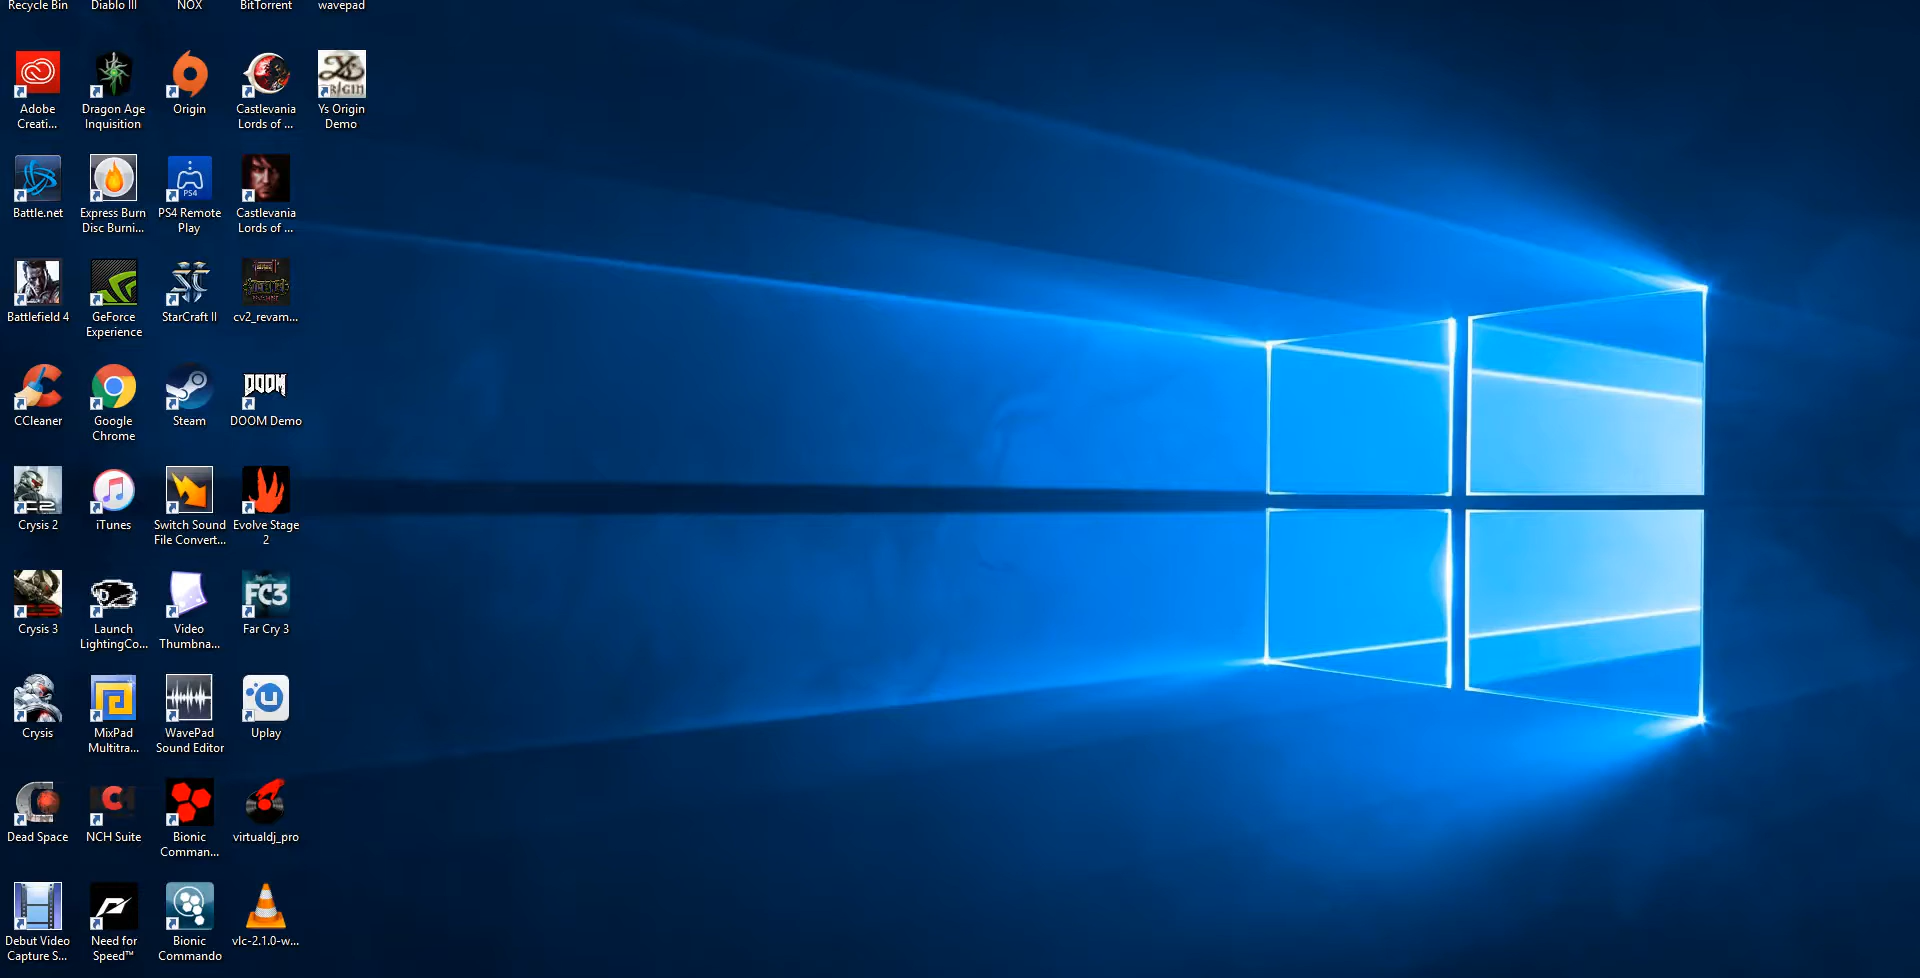 Recycle Bin
Diablo III
NOX
BitTorrent
wavepad
Adobe
Creati...
Dragon Age
Inquisition
Origin
Castlevania
Lords of ...
Ys Origin
Demo
Battle.net
Express Burn
Disc Burni...
PS4
PS4 Remote
Play
Castlevania
Lords of ...
Battlefield 4
GeForce
Experience
StarCraft II
cv2_revam...
CCleaner
Google
Chrome
Steam
DOOM
DOOM Demo
Crysis 2
iTunes
Switch Sound
File Convert...
Evolve Stage
2
Crysis 3
Launch
LightingCo...
Video
Thumbna...
FC3
Far Cry 3
Crysis
MixPad
Multitra...
WavePad
Sound Editor
Uplay
Dead Space
NCH Suite
Bionic
Comman...
virtualdj_pro
Debut Video
Capture S...
Need for
Speed™
Bionic
Commando
vlc-2.1.0-w...